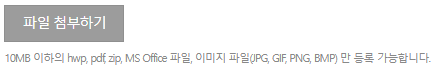 파일 첨부하기
10MB 이하의 hwp, pdf, zip, MS Office 파일, 이미지 파일(JPG, GIF, PNG, BMP) 만 등록 가능합니다.